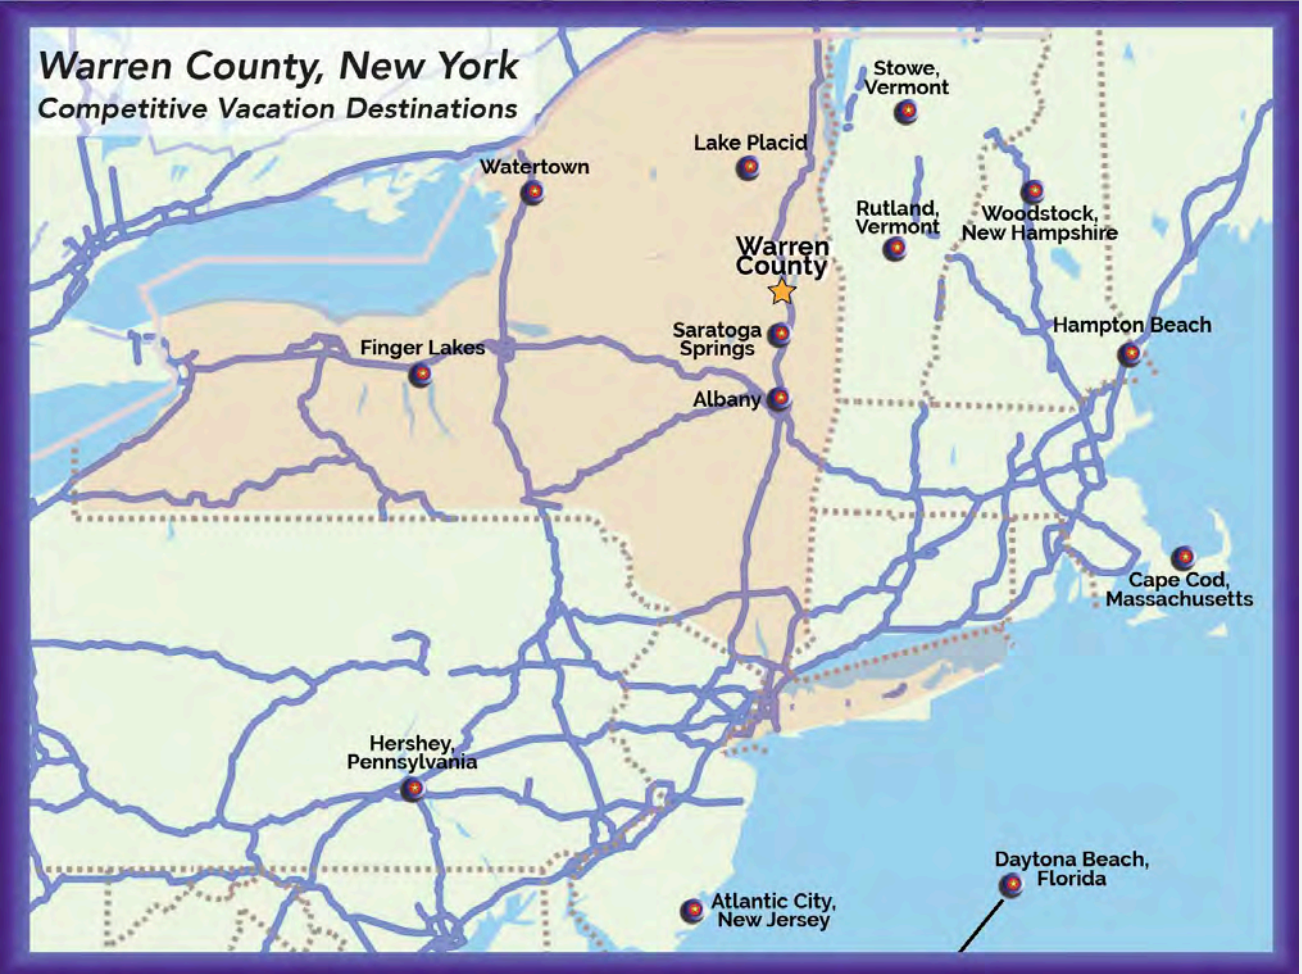 Warren County, New York
Competitive Vacation Destinations
Stowe,
Vermont
Lake Placid
Watertown
Rutland,
Vermont
Woodstock,
New Hampshire
Warren
County
Hampton Beach
Saratoga
Springs
Finger Lakes
Albany
Cape Cod,
Massachusetts
Hershey,
Pennsylvania
Daytona Beach,
Florida
Atlantic City,
New Jersey